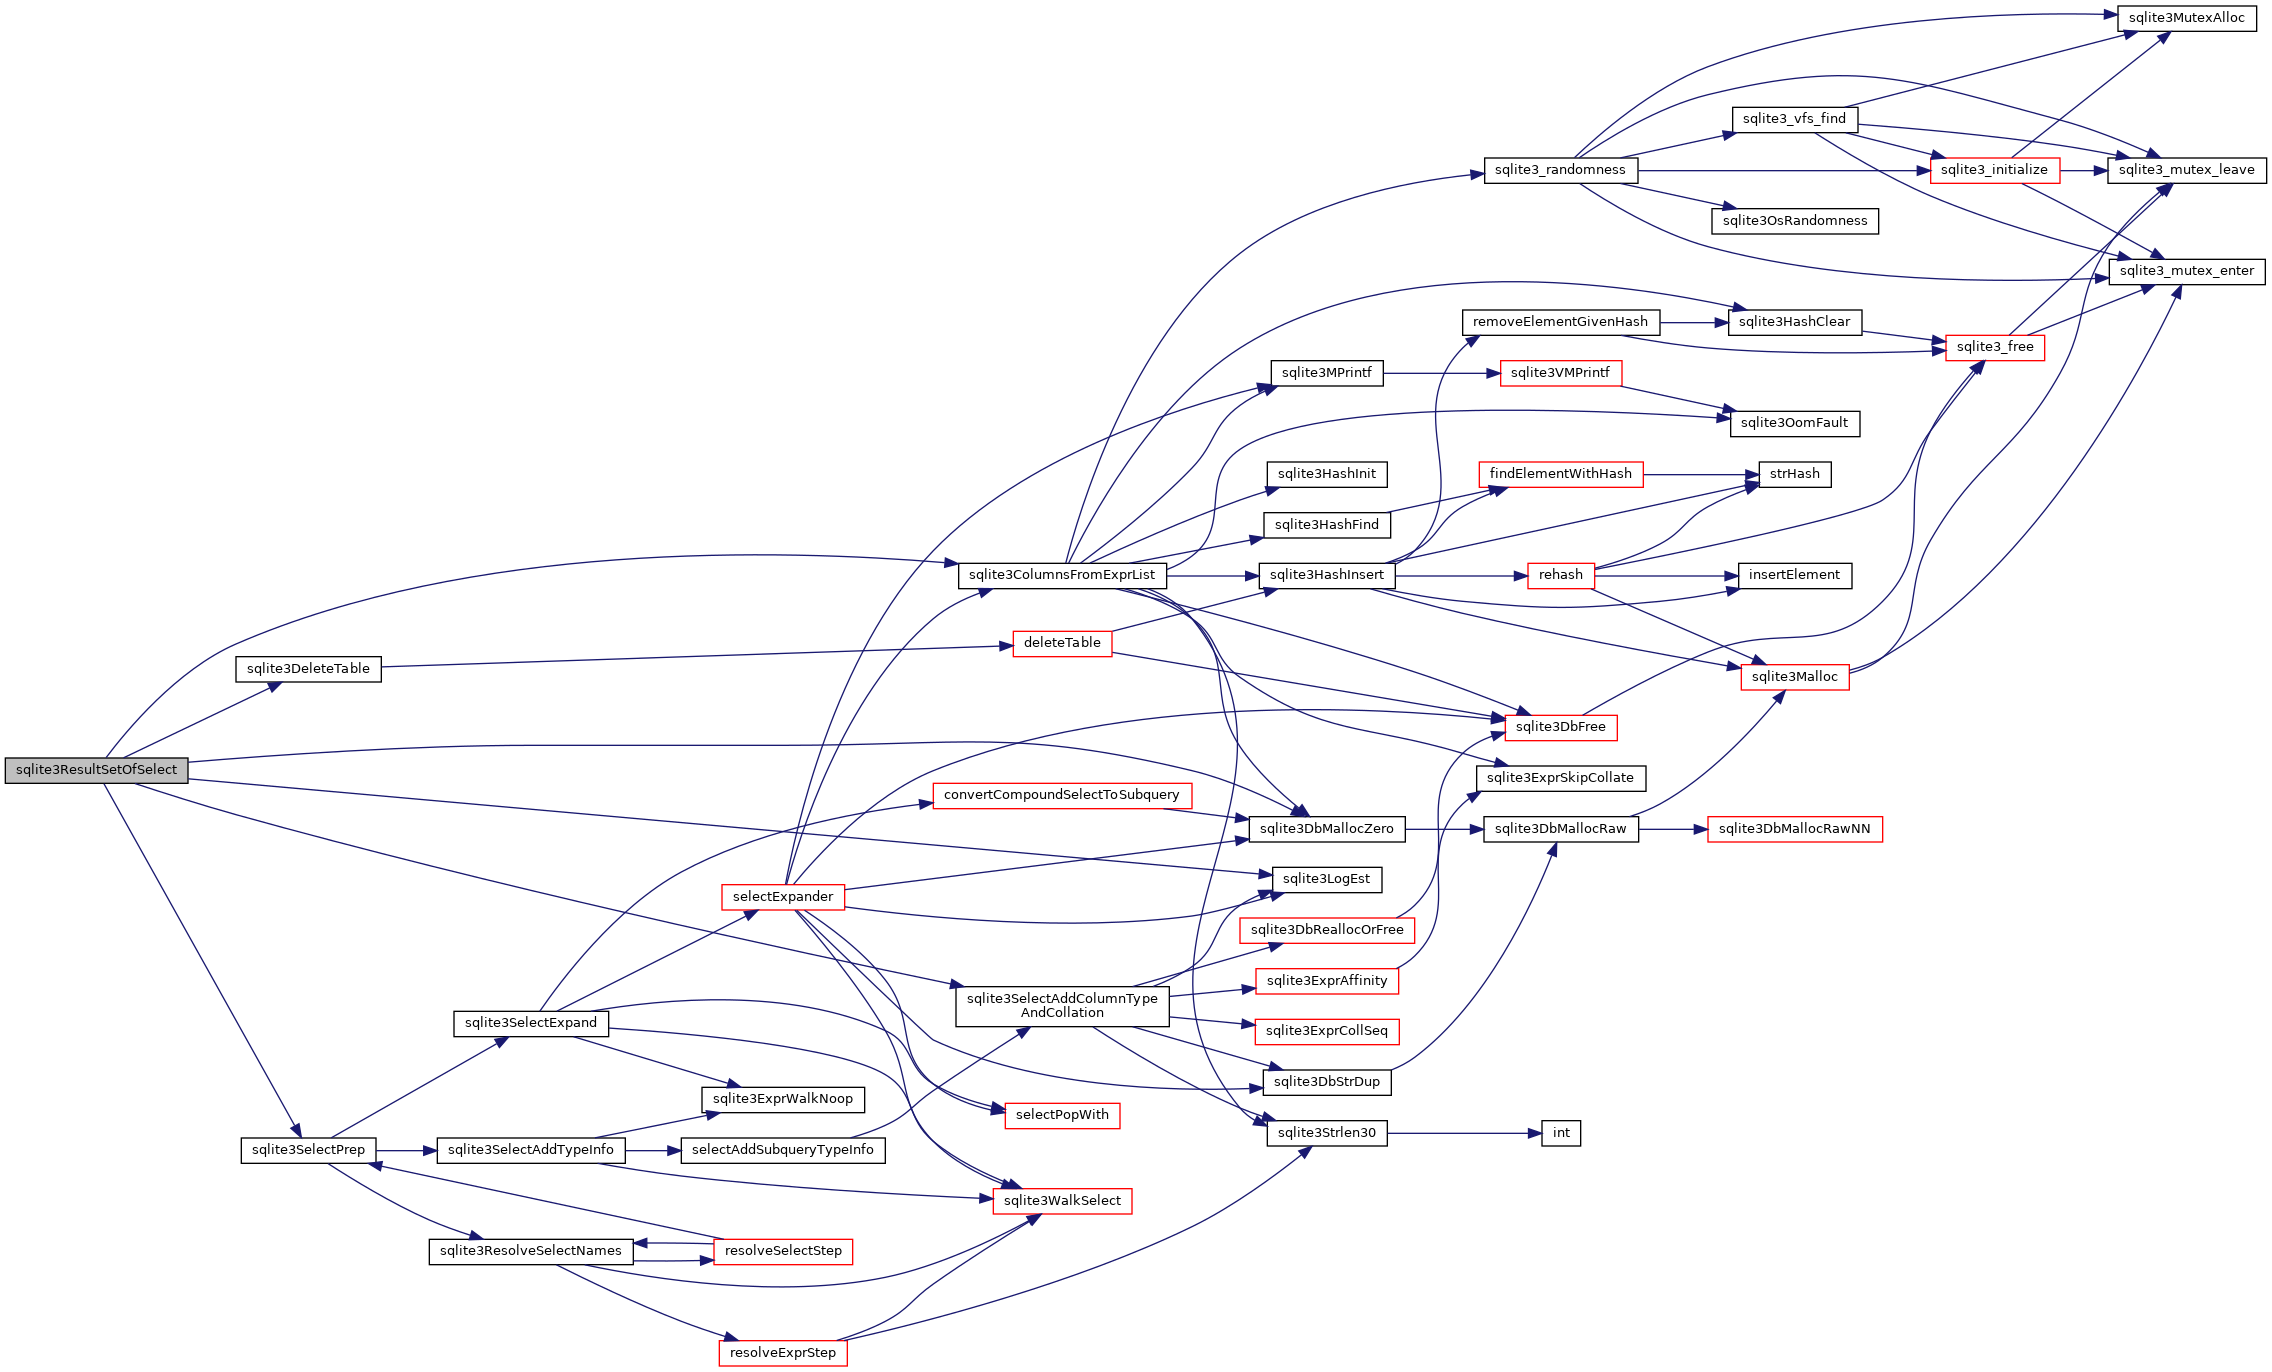 sqlite3MutexAlloc
sqlite3_vfs_find
sqlite3_randomness
sqlite3_initialize
sqlite3_mutex_leave
sqlite3OsRandomness
sqlite3_mutex_enter
removeElementGivenHash
sqlite3HashClear
sqlite3_free
sqlite3MPrintf
sqlite3VMPrintf
sqlite3OomFault
sqlite3HashInit
findElementWithHash
strHash
sqlite3HashFind
sqlite3ColumnsFromExprList
sqlite3HashInsert
rehash
insertElement
deleteTable
sqlite3DeleteTable
sqlite3Malloc
sqlite3DbFree
sqlite3ResultSetOfSelect
sqlite3ExprSkipCollate
convertCompoundSelectToSubquery
sqlite3DbMallocZero
sqlite3DbMallocRaw
sqlite3DbMallocRawNN
sqlite3LogEst
selectExpander
sqlite3DbReallocOrFree
sqlite3ExprAffinity
sqlite3SelectAddColumnType
AndCollation
sqlite3SelectExpand
sqlite3ExprCollSeq
sqlite3DbStrDup
sqlite3ExprWalkNoop
selectPopWith
sqlite3Strlen30
int
sqlite3SelectPrep
sqlite3SelectAddTypeInfo
selectAddSubqueryTypeInfo
sqlite3WalkSelect
sqlite3ResolveSelectNames
resolveSelectStep
resolveExprStep